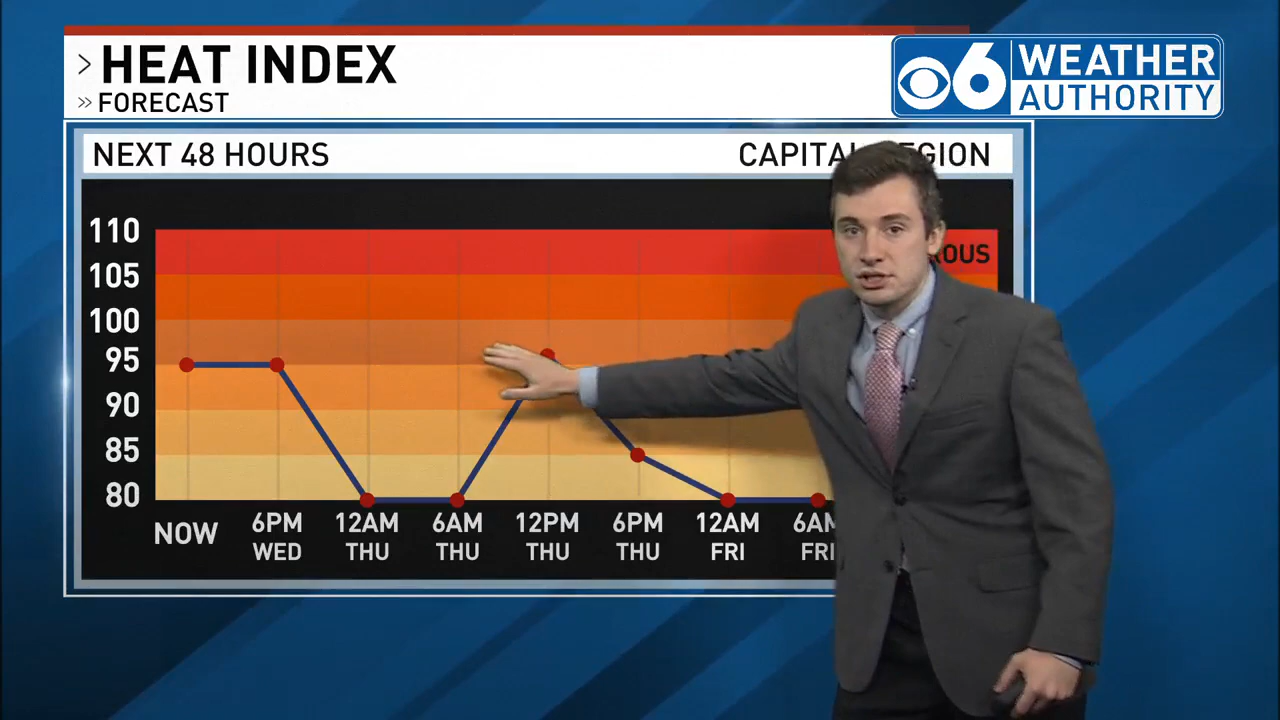 > HEAT INDEX
>> FORECAST
6 WEATHER
AUTHORITY
NEXT 48 HOURS
110
105
100
95
90
85
80
NOW
6PM
WED
12AM
THU
6AM
THU
12PM
THU
6PM
THU
12AM
FRI
FRI